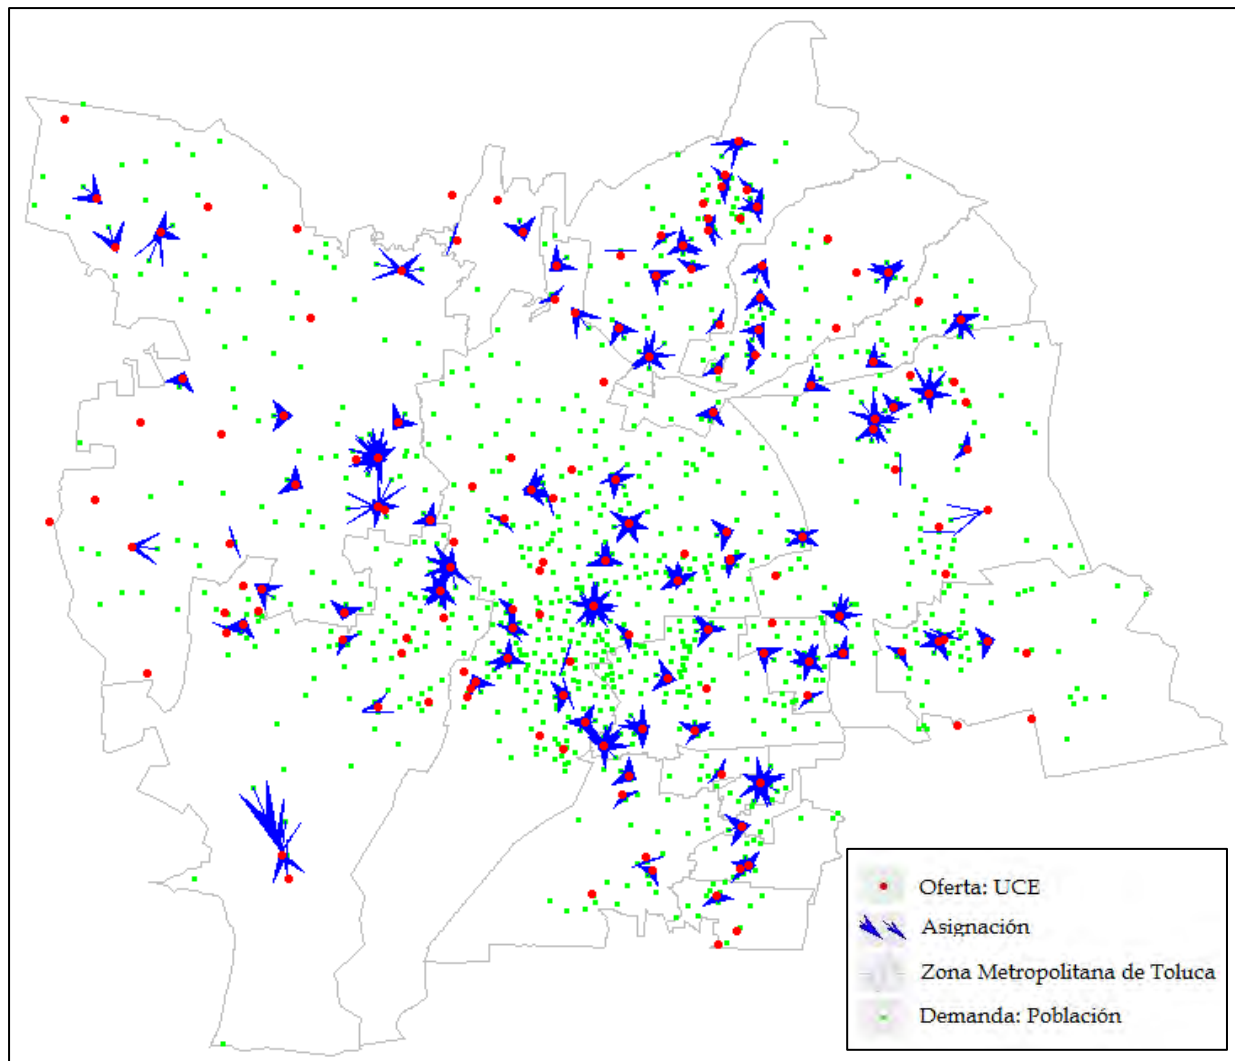 Oferta: UCE
Asignación
Zona Metropolitana de Toluca
Demanda: Población